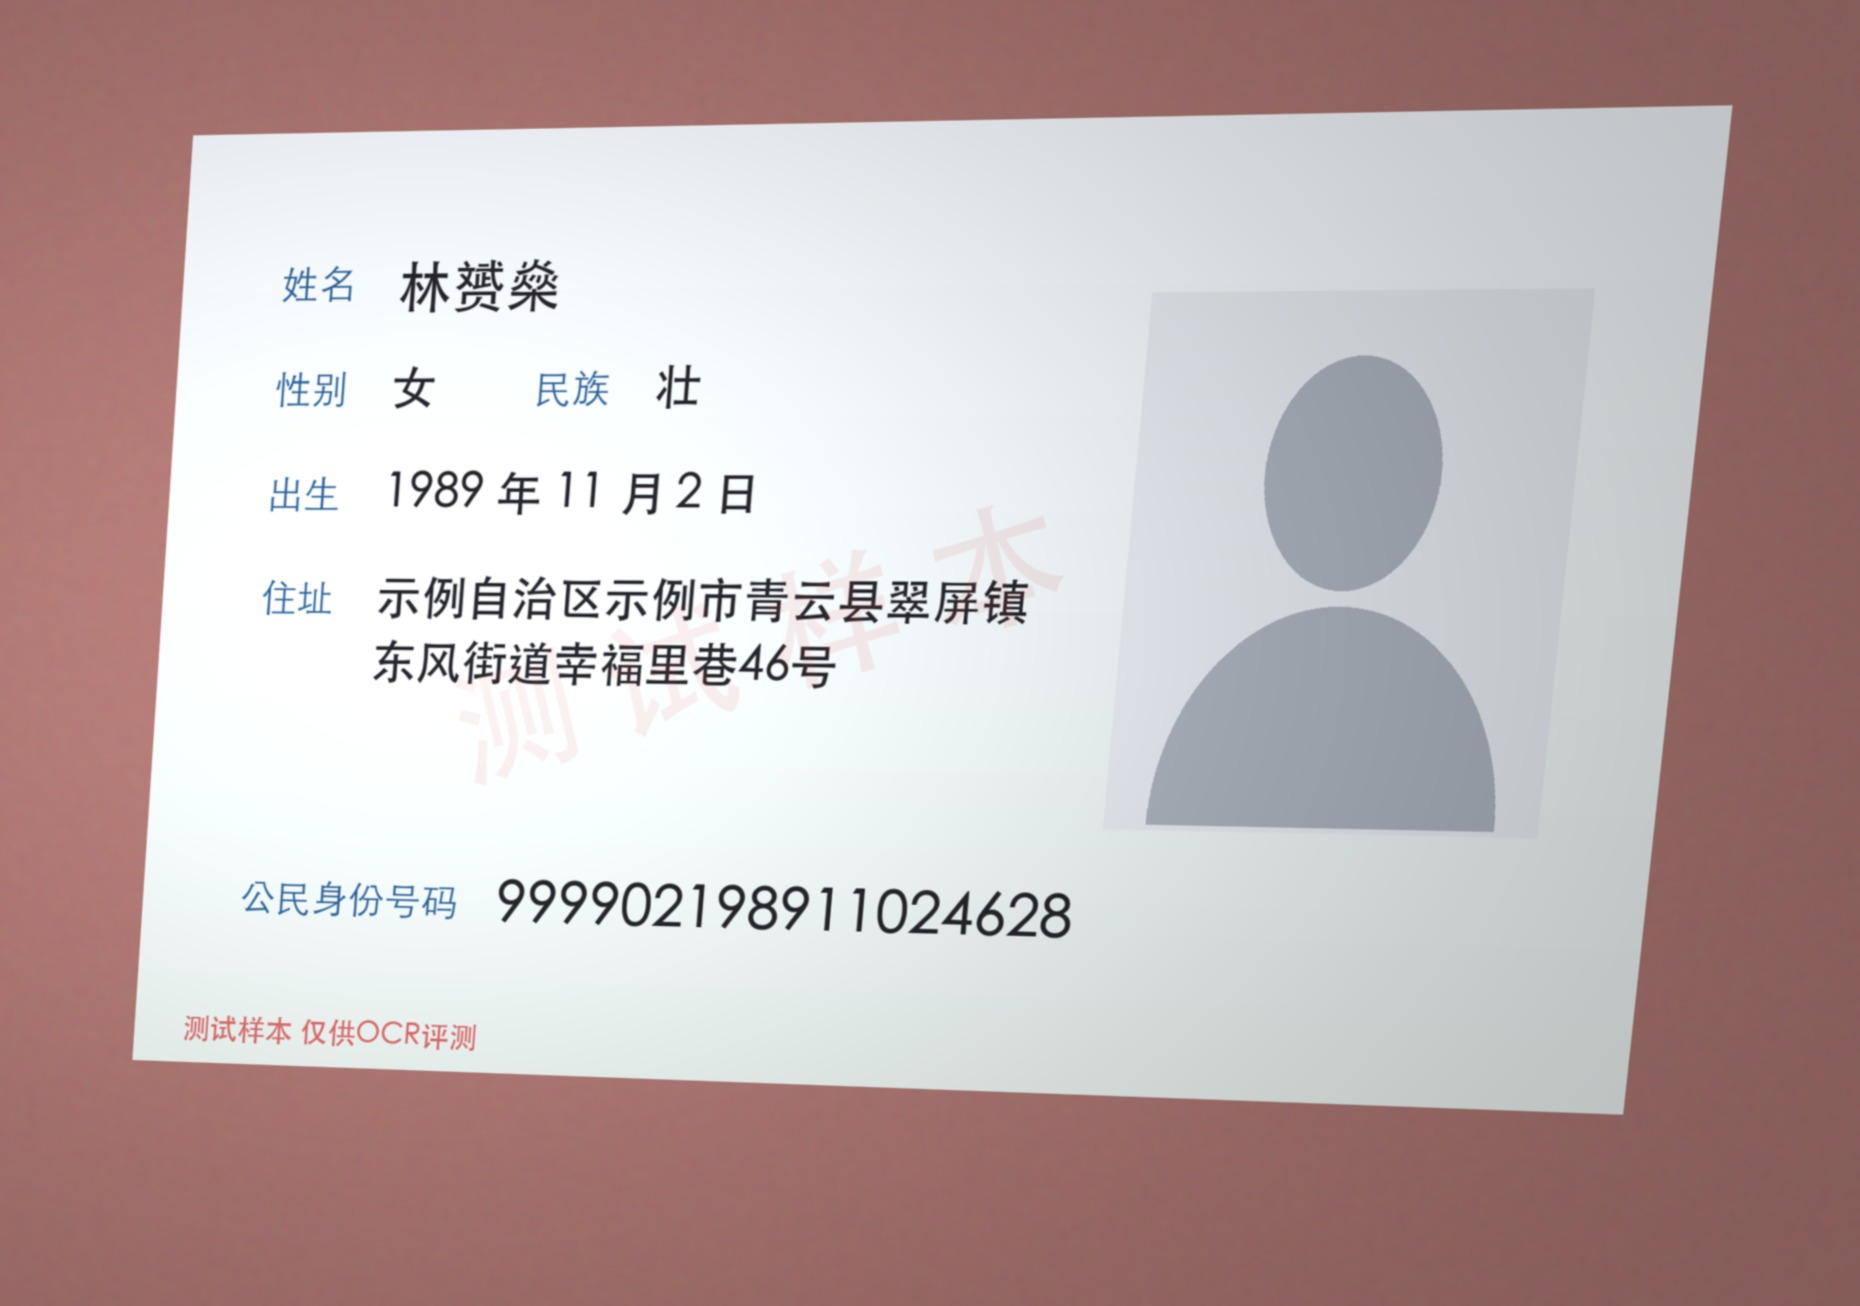 姓名 林赟燊
性别 女 民族 壮
出生 1989 年 11 月 2 日
住址 示例自治区示例市青云县翠屏镇
东风街道幸福里巷46号
公民身份号码 999902198911024628
测试样本 仅供OCR评测
测试样本